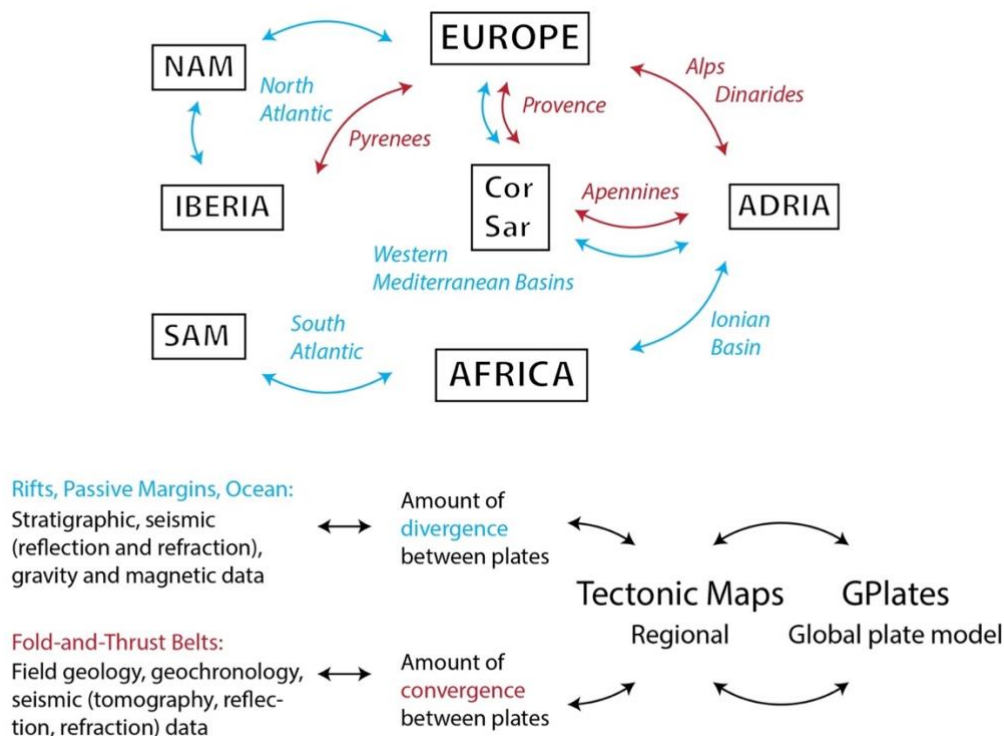 EUROPE
NAM
North
Atlantic
Alps
Dinarides
Provence
Pyrenees
IBERIA
Cor
Sar
Apennines
ADRIA
Western
Mediterranean Basins
SAM
South
Atlantic
Ionian
Basin
AFRICA
Rifts, Passive Margins, Ocean:
Stratigraphic, seismic
(reflection and refraction),
gravity and magnetic data
Amount of
divergence
between plates
Tectonic Maps
Regional
GPlates
Global plate model
Fold-and-Thrust Belts:
Field geology, geochronology,
seismic (tomography, reflec-
tion, refraction) data
Amount of
convergence
between plates